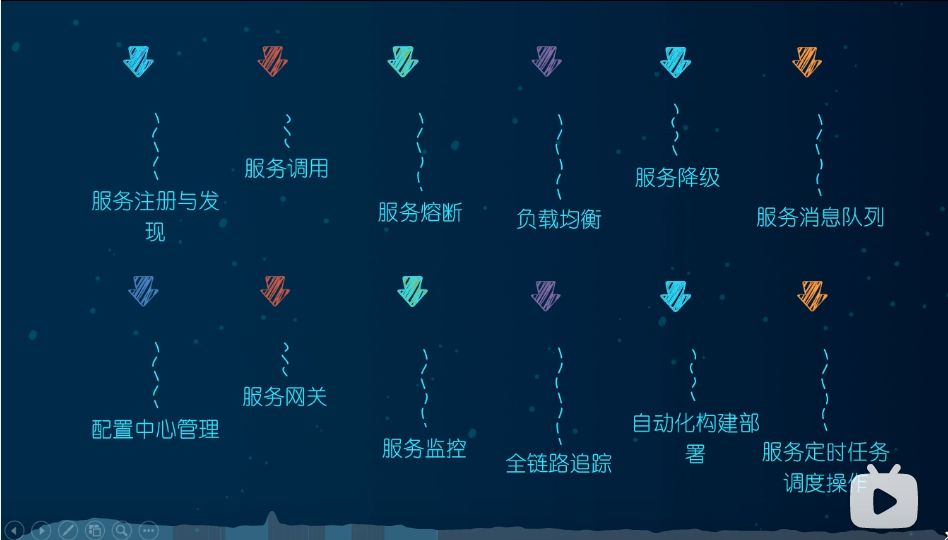 服务注册与发
现
服务调用
服务熔断
负载均衡
服务降级
服务消息队列
配置中心管理
服务网关
服务监控
全链路追踪
自动化构建部
署
服务定时任务
调度操作